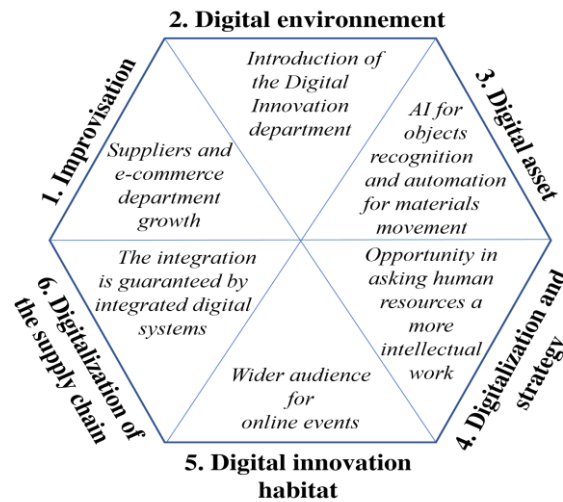 2. Digital environnement
Introduction of
the Digital
Innovation
department
1. Improvisation
Suppliers and
e-commerce
department
growth
3. Digital asset
AI for
objects
recognition
and automation
for materials
movement
The integration
is guaranteed by
integrated digital
systems
6. Digitalization of
the supply chain
Opportunity in
asking human
resources a
more
intellectual
work
4. Digitalization and
strategy
Wider audience
for
online events
5. Digital innovation
habitat